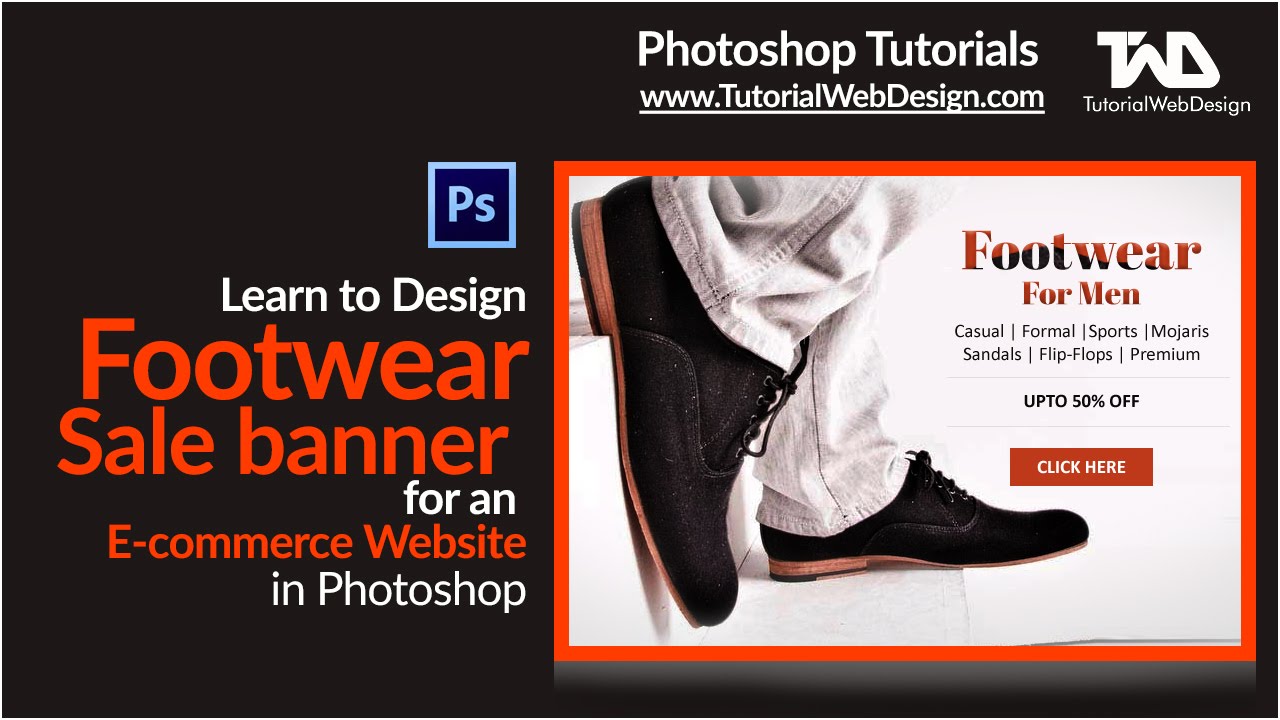 Photoshop Tutorials
www.TutorialWebDesign.com
TWD
TutorialWebDesign
Ps
Learn to Design
Footwear
Sale banner
for an
E-commerce Website
in Photoshop
Footwear
For Men
Casual | Formal |Sports |Mojaris
Sandals | Flip-Flops | Premium
UPTO 50% OFF
CLICK HERE